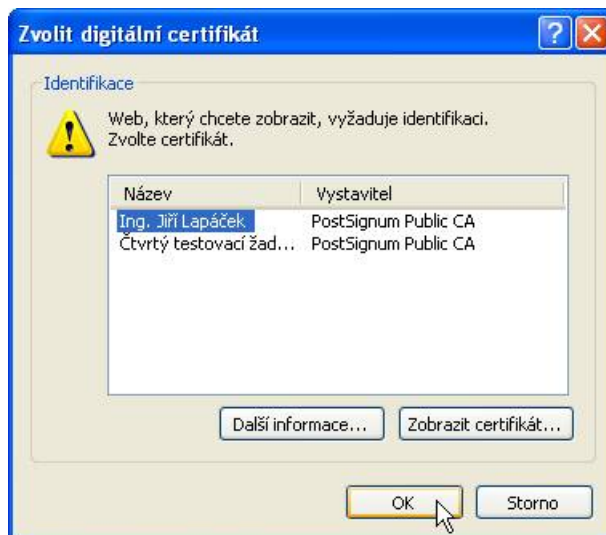 Zvolit digitální certifikát
Identifikace
Web, který chcete zobrazit, vyžaduje identifikaci.
Zvolte certifikát.
Název Vystavitel
Ing. Jiří Lapáček PostSignum Public CA
Čtvrtý testovací žad... PostSignum Public CA
Další informace... Zobrazit certifikát...
OK Storno